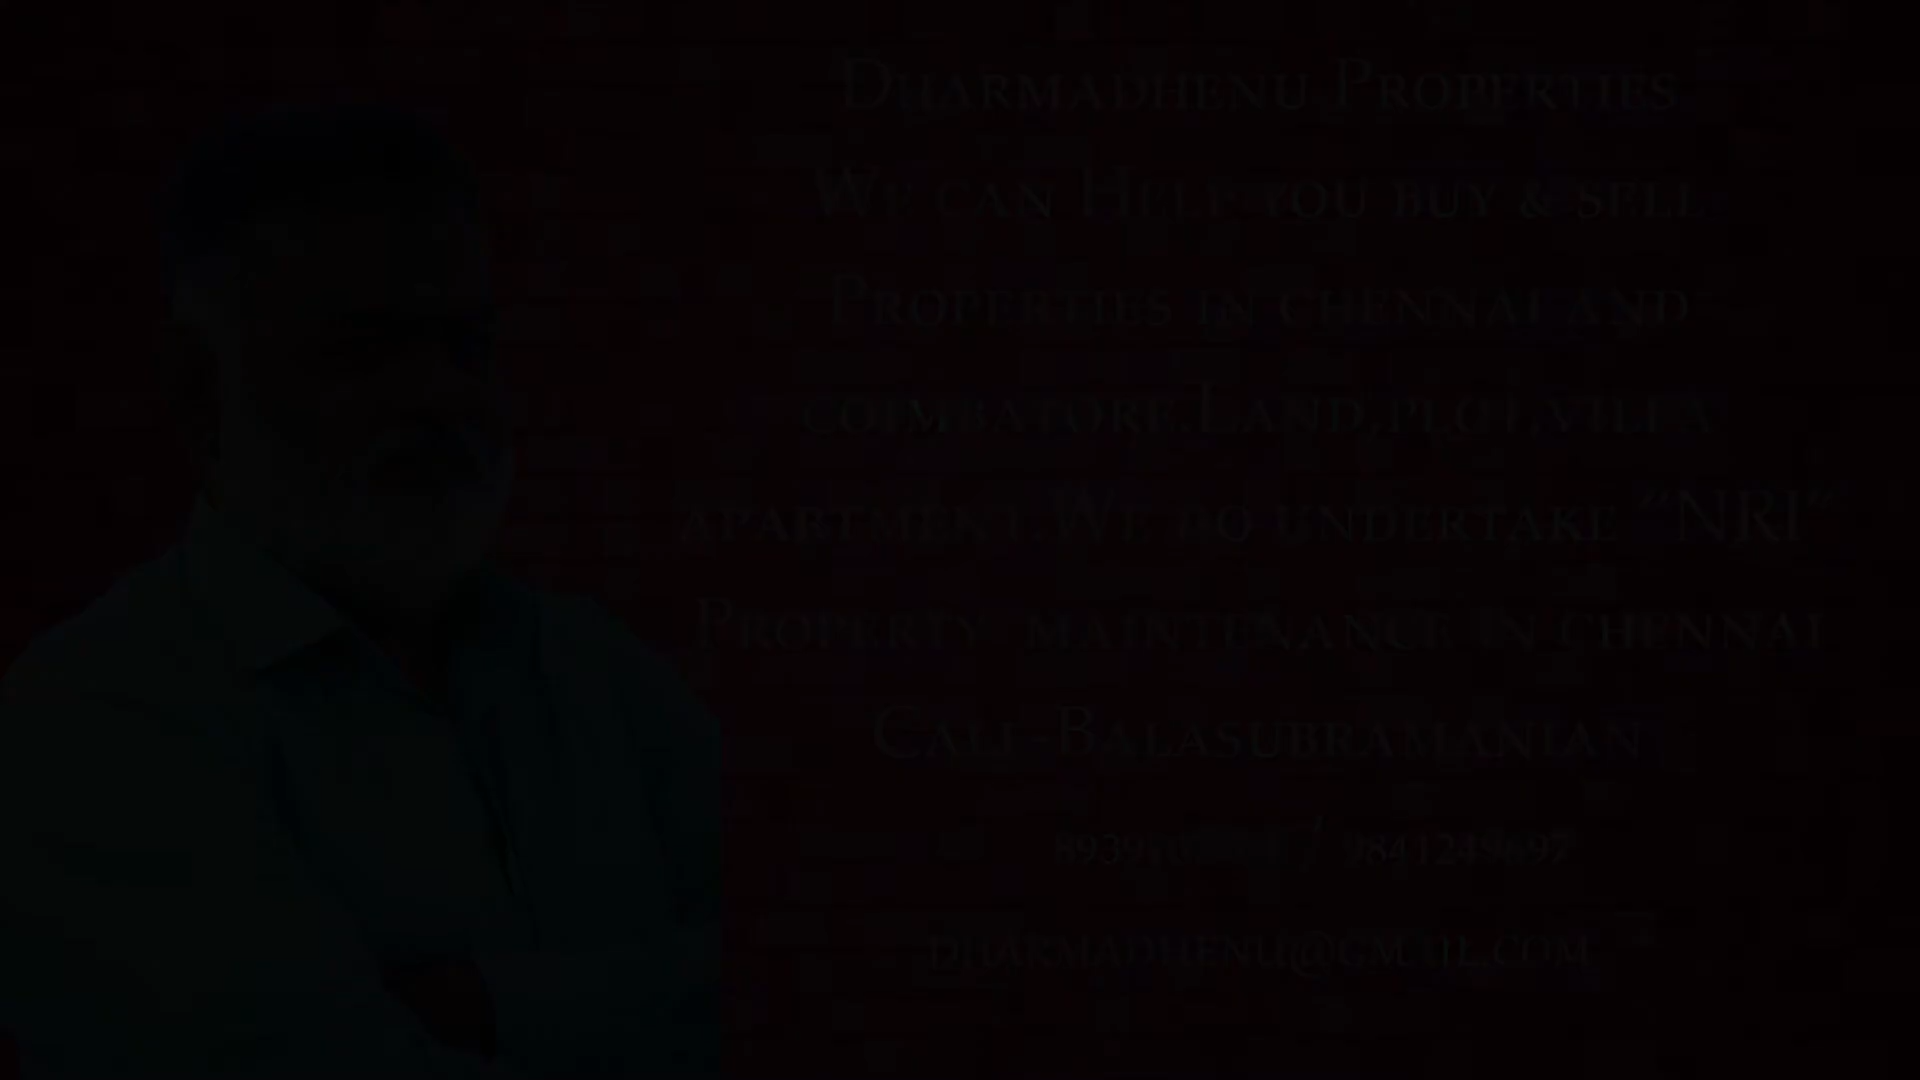 Dharmadhenu Properties
We can Help you buy & sell
Properties in chennai and
coimbatore.Land,plot,villa
apartment.We do undertake “NRI“
Property maintenance in chennai
Call-Balasubramanian
/
dharmadhenu@gmail.com